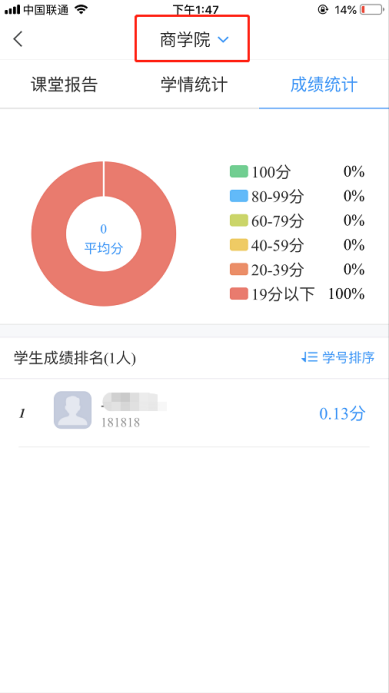 中国联通 下午1:47 14%
商学院
课堂报告 学情统计 成绩统计
0
平均分
100分 0%
80-99分 0%
60-79分 0%
40-59分 0%
20-39分 0%
19分以下 100%
学生成绩排名(1人) 学号排序
1
181818
0.13分